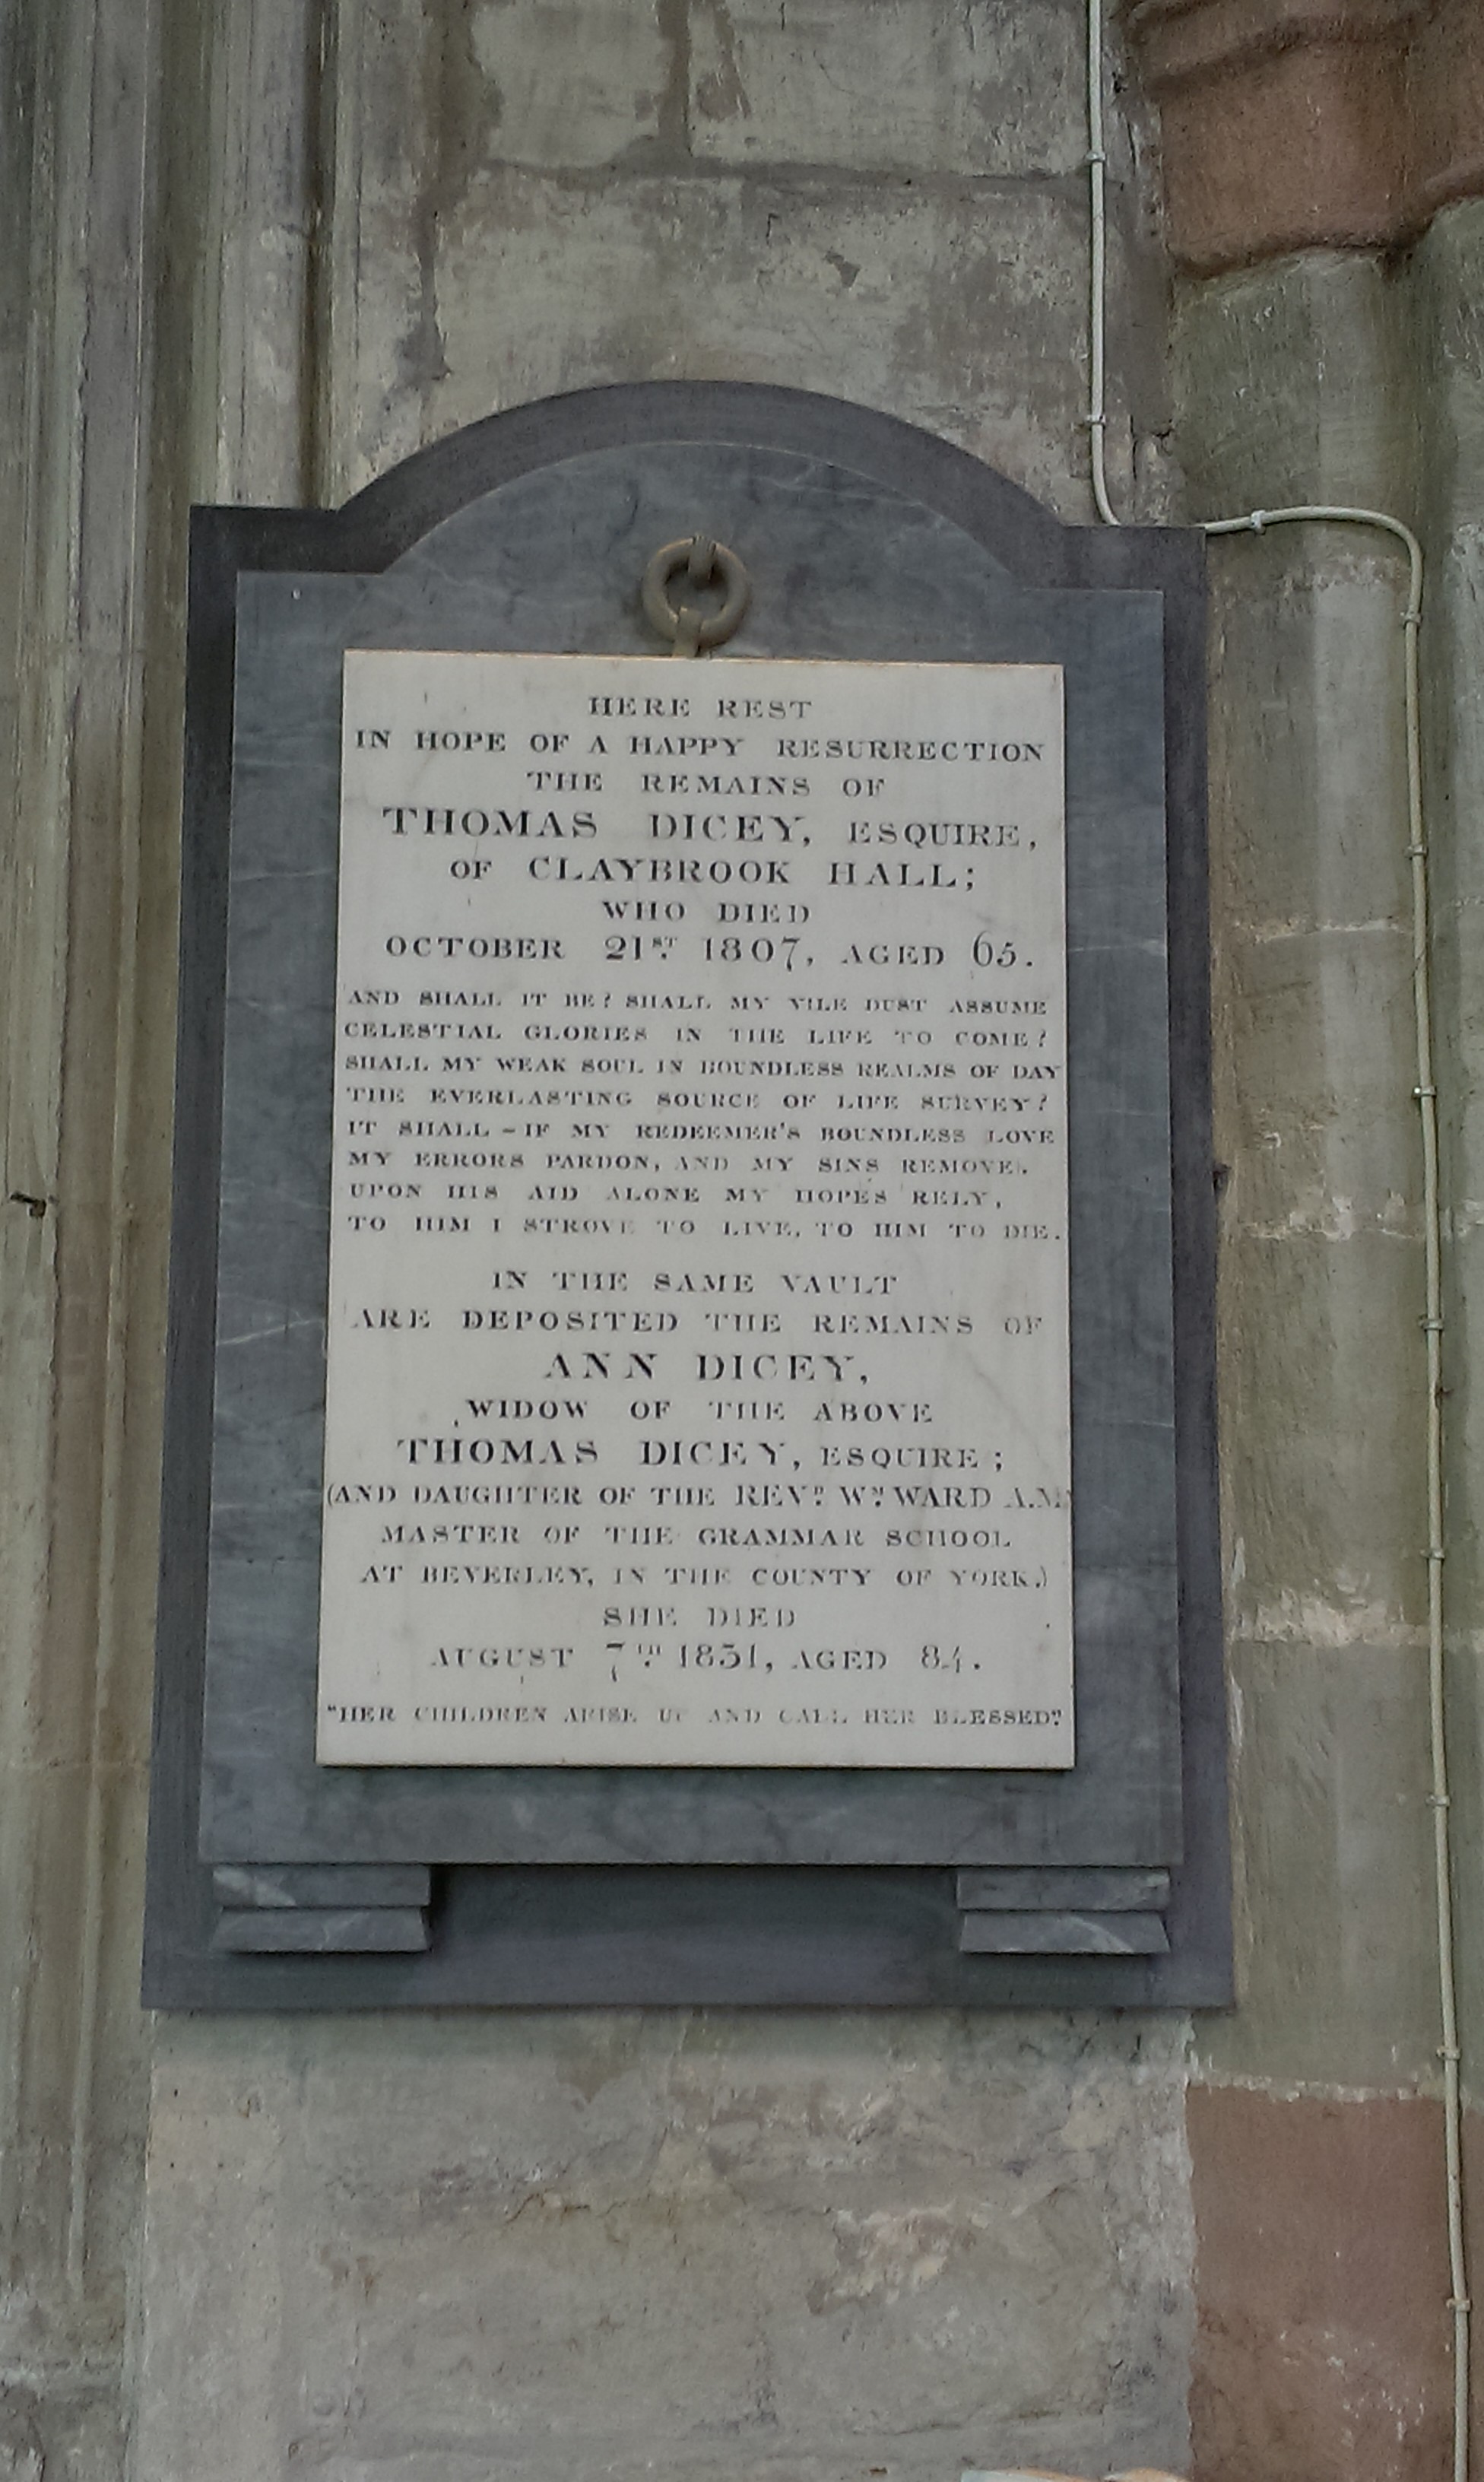 HERE REST
IN HOPE OF A HAPPY RESURRECTION
THE REMAINS OF
THOMAS DICEY, ESQUIRE,
OF CLAYBROOK HALL;
WHO DIED
OCTOBER 21ST 1807, AGED 65.
AND SHALL IT BE? SHALL MY VILE DUST ASSUME
CELESTIAL GLORIES IN THE LIFE TO COME?
SHALL MY WEAK SOUL IN BOUNDLESS REALMS OF DAY
THE EVERLASTING SOURCE OF LIFE SURVEY?
IT SHALL – IF MY REDEEMER'S BOUNDLESS LOVE
MY ERRORS PARDON, AND MY SINS REMOVE.
UPON HIS AID ALONE MY HOPES RELY,
TO HIM I STROVE TO LIVE, TO HIM TO DIE.
IN THE SAME VAULT
ARE DEPOSITED THE REMAINS OF
ANN DICEY,
WIDOW OF THE ABOVE
THOMAS DICEY, ESQUIRE;
(AND DAUGHTER OF THE REVD. WM. WARD A.M.
MASTER OF THE GRAMMAR SCHOOL
AT BEVERLEY, IN THE COUNTY OF YORK.)
SHE DIED
AUGUST 7TH 1831, AGED 84.
"HER CHILDREN ARISE UP AND CALL HER BLESSED."